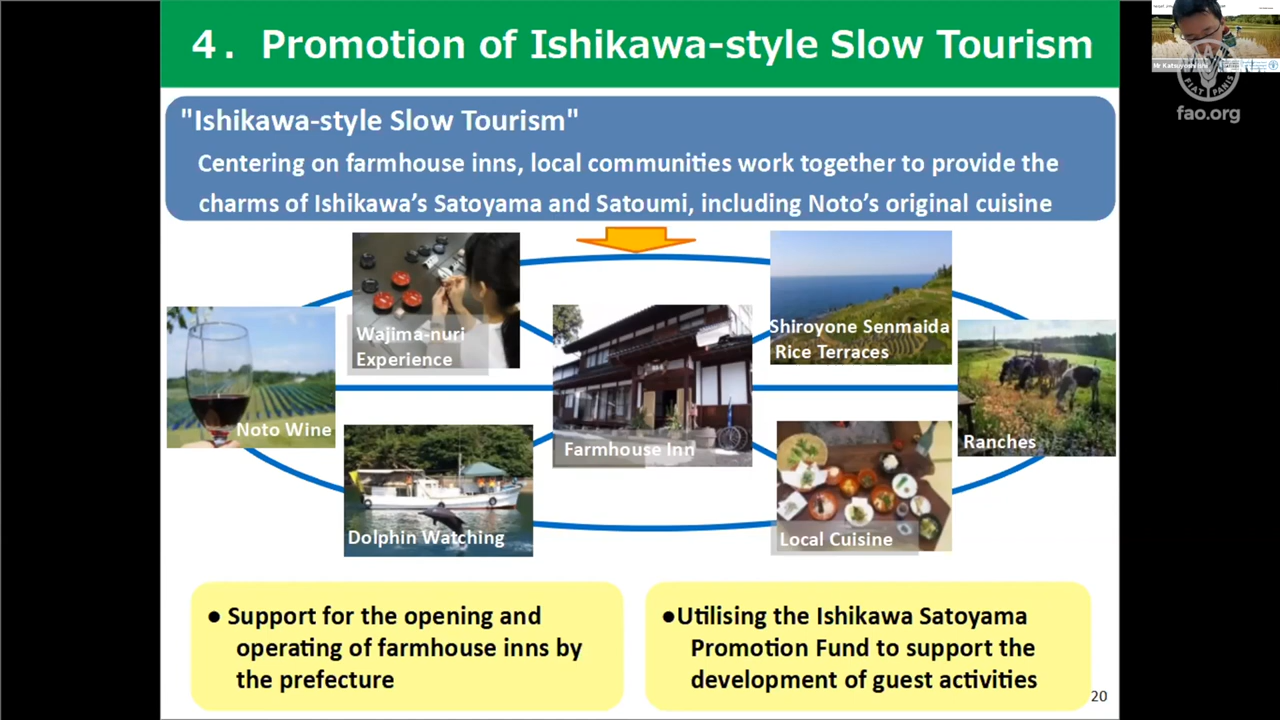 4. Promotion of Ishikawa-style Slow Tourism
"Ishikawa-style Slow Tourism"
Centering on farmhouse inns, local communities work together to provide the
charms of Ishikawa's Satoyama and Satoumi, including Noto's original cuisine
Wajima-nuri
Experience
Shiroyone Senmaida
Rice Terraces
Noto Wine
Farmhouse Inn
Ranches
Dolphin Watching
Local Cuisine
● Support for the opening and
operating of farmhouse inns by
the prefecture
●Utilising the Ishikawa Satoyama
Promotion Fund to support the
development of guest activities
20
FIAT PANIS
fao.org